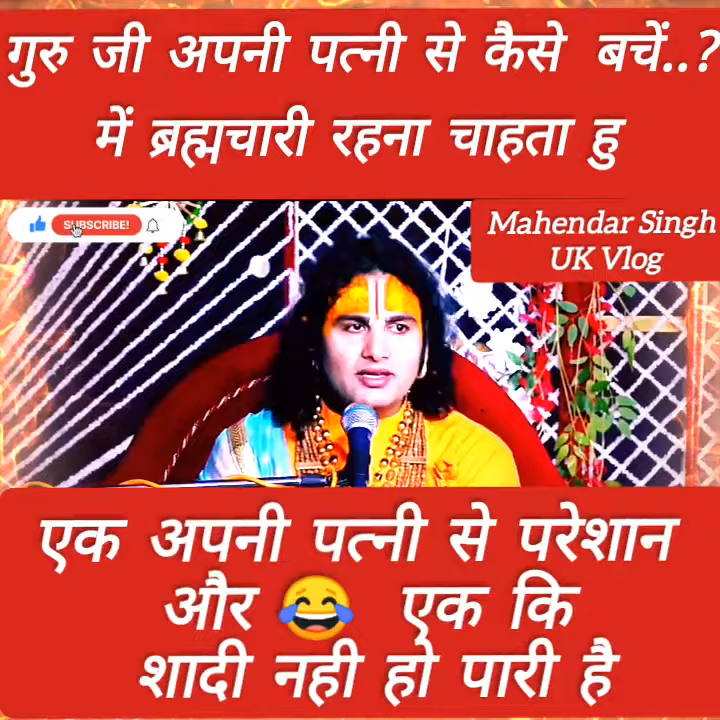 गुरु जी अपनी पत्नी से कैसे बचें..?
में ब्रह्मचारी रहना चाहता हु
SUBSCRIBE!
Mahendar Singh
UK Vlog
एक अपनी पत्नी से परेशान
और 😂 एक कि
शादी नही हो पारी है